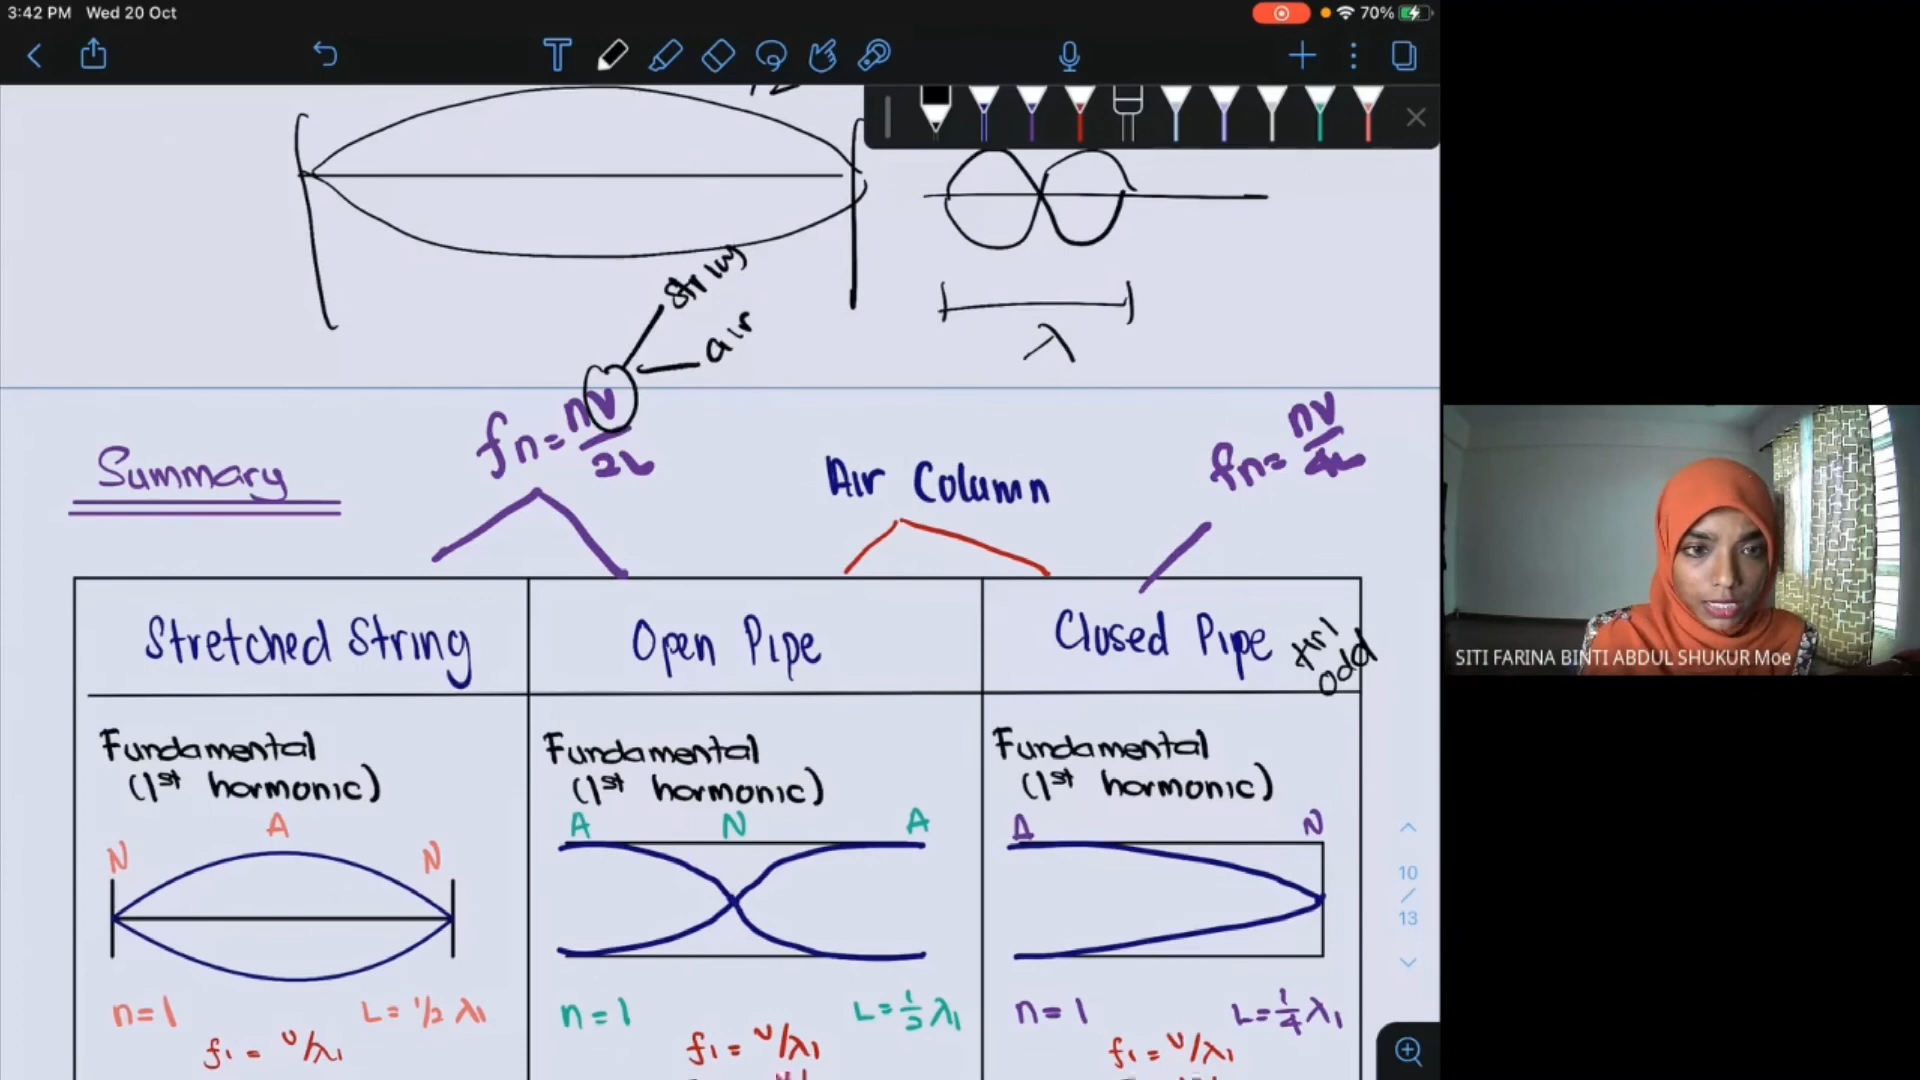 3:42 PM Wed 20 Oct
70%
string
air
λ
fn = nv/2L
fn = nv/4L
Summary
Air Column
Stretched String
Open Pipe
Closed Pipe
odd
SITI FARINA BINTI ABDUL SHUKUR Moe
Fundamental
(1st harmonic)
Fundamental
(1st harmonic)
Fundamental
(1st harmonic)
N A N
A N A
A N
10
/
13
n=1 L= 1/2 λ1
n=1 L= 1/2 λ1
n=1 L= 1/4 λ1
f1 = v/λ1
f1 = v/λ1
f1 = v/λ1